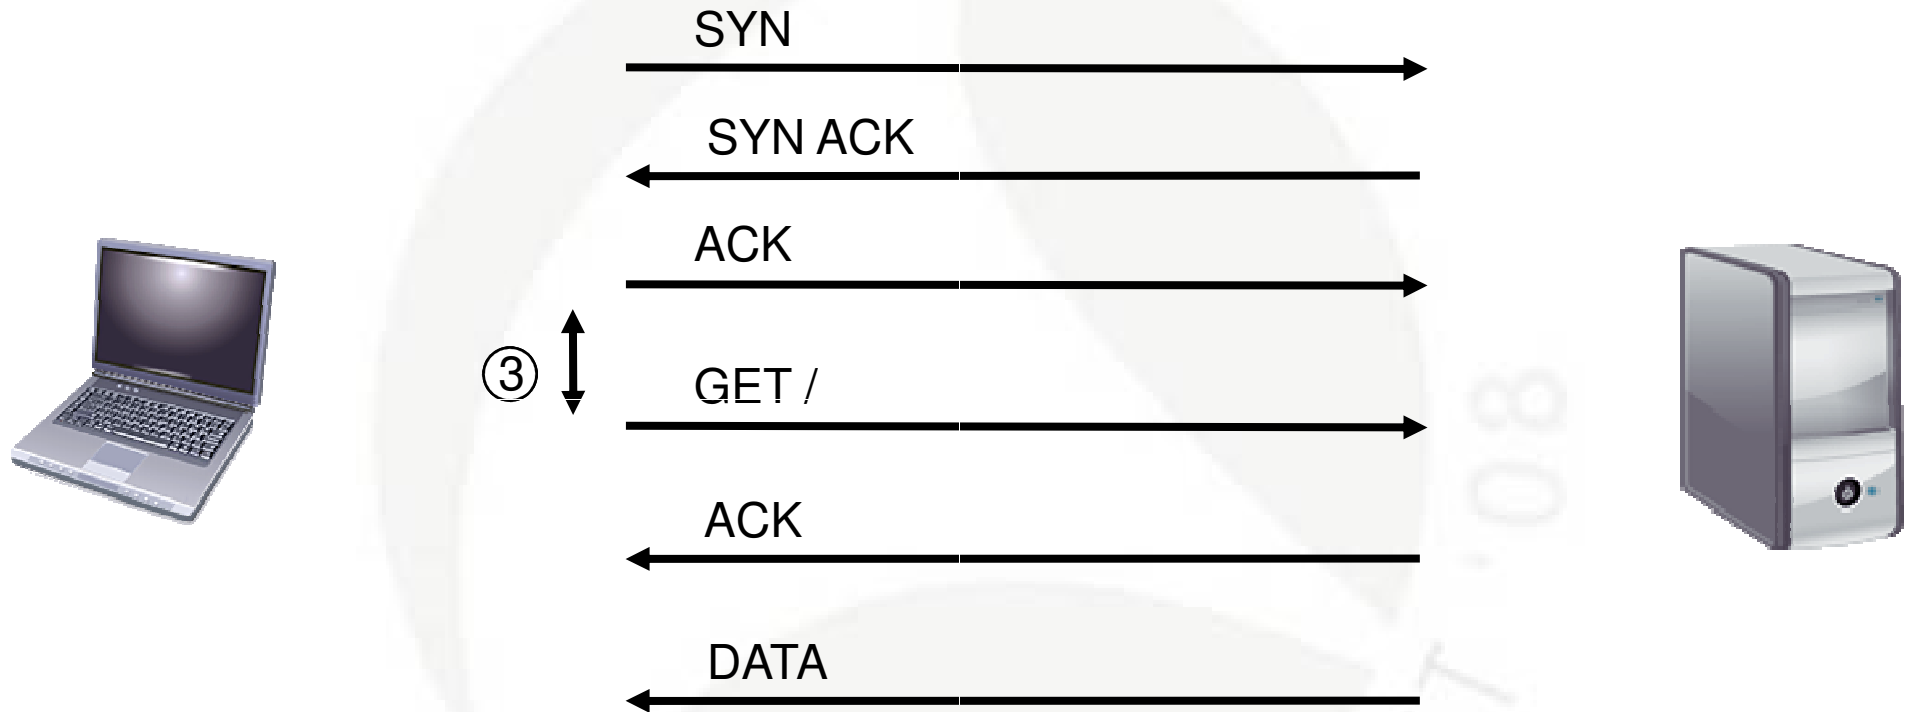 SYN
SYN ACK
ACK
③
GET /
ACK
DATA